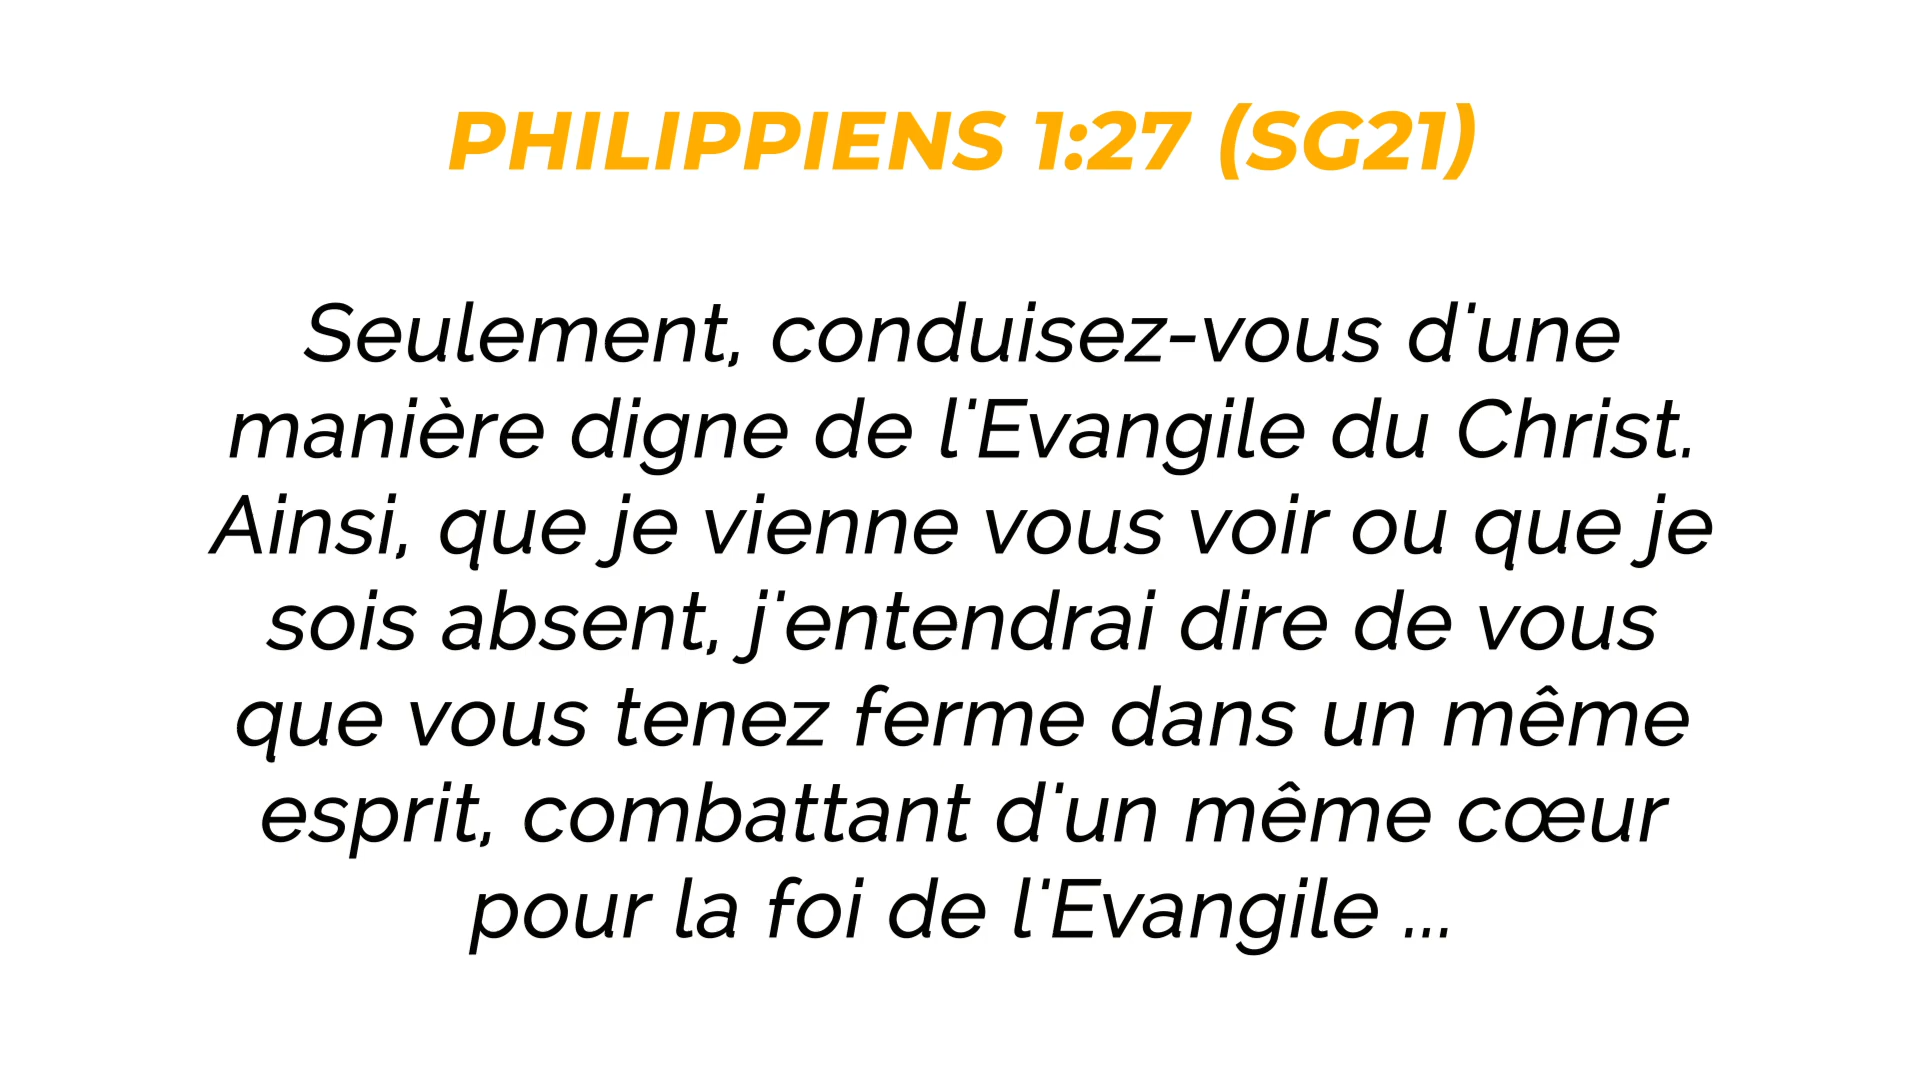 PHILIPPIENS 1:27 (SG21)
Seulement, conduisez-vous d'une
manière digne de l'Evangile du Christ.
Ainsi, que je vienne vous voir ou que je
sois absent, j'entendrai dire de vous
que vous tenez ferme dans un même
esprit, combattant d'un même cœur
pour la foi de l'Evangile ...